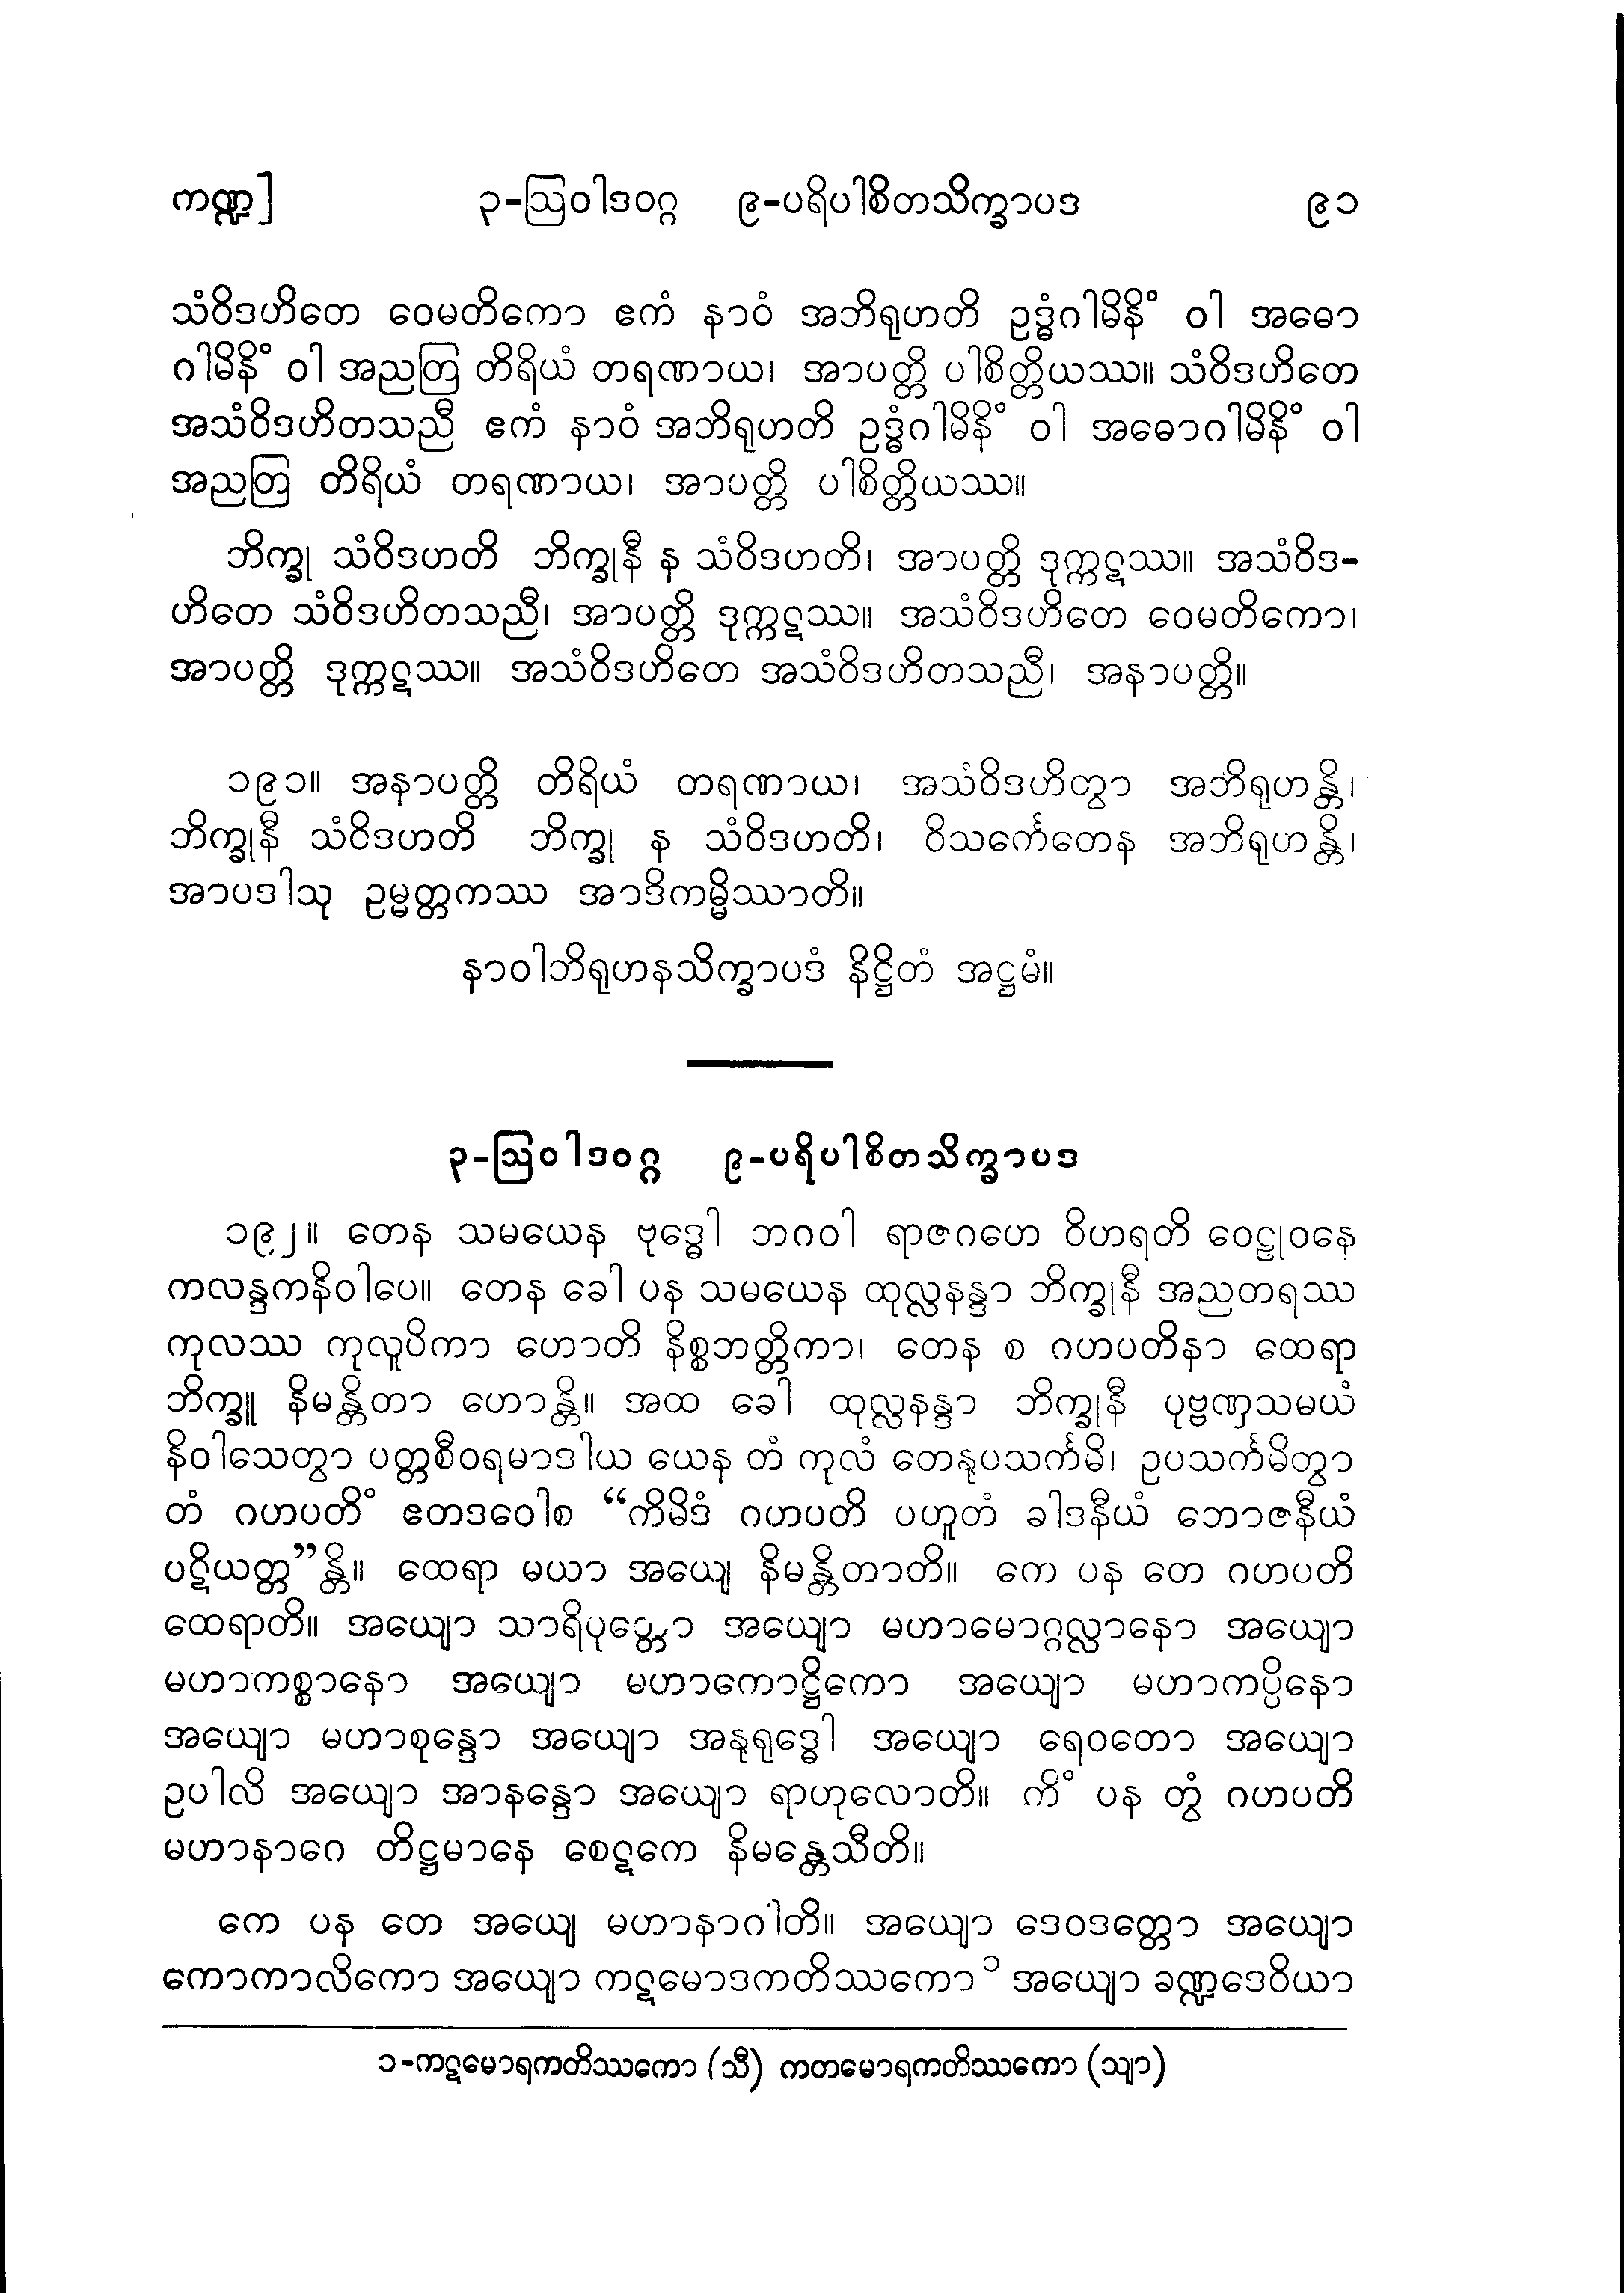 ကဏ္ဍ] ၃-ဩဝါဒဝဂ္ဂ ၉-ပရိပါစိတသိက္ခာပဒ ၉၁
သံဝိဒဟိတေ ဝေမတိကော ဧကံ နာဝံ အဘိရုဟတိ ဥဒ္ဓံဂါမိနိံ ဝါ အဓော
ဂါမိနိံ ဝါ အညတြ တိရိယံ တရဏာယ၊ အာပတ္တိ ပါစိတ္တိယဿ။ သံဝိဒဟိတေ
အသံဝိဒဟိတသညီ ဧကံ နာဝံ အဘိရုဟတိ ဥဒ္ဓံဂါမိနိံ ဝါ အဓောဂါမိနိံ ဝါ
အညတြ တိရိယံ တရဏာယ၊ အာပတ္တိ ပါစိတ္တိယဿ။
ဘိက္ခု သံဝိဒဟတိ ဘိက္ခုနီ န သံဝိဒဟတိ၊ အာပတ္တိ ဒုက္ကဋဿ။ အသံဝိဒ-
ဟိတေ သံဝိဒဟိတသညီ၊ အာပတ္တိ ဒုက္ကဋဿ။ အသံဝိဒဟိတေ ဝေမတိကော၊
အာပတ္တိ ဒုက္ကဋဿ။ အသံဝိဒဟိတေ အသံဝိဒဟိတသညီ၊ အနာပတ္တိ။
၁၉၁။ အနာပတ္တိ တိရိယံ တရဏာယ၊ အသံဝိဒဟိတွာ အဘိရုဟန္တိ၊
ဘိက္ခုနီ သံဝိဒဟတိ ဘိက္ခု န သံဝိဒဟတိ၊ ဝိသင်္ကေတေန အဘိရုဟန္တိ၊
အာပဒါသု ဥမ္မတ္တကဿ အာဒိကမ္မိဿာတိ။
နာဝါဘိရုဟနသိက္ခာပဒံ နိဋ္ဌိတံ အဋ္ဌမံ။
၃-ဩဝါဒဝဂ္ဂ ၉-ပရိပါစိတသိက္ခာပဒ
၁၉၂။ တေန သမယေန ဗုဒ္ဓေါ ဘဂဝါ ရာဇဂဟေ ဝိဟရတိ ဝေဠုဝနေ
ကလန္ဒကနိဝါပေ။ တေန ခေါ ပန သမယေန ထုလ္လနန္ဒာ ဘိက္ခုနီ အညတရဿ
ကုလဿ ကုလူပိကာ ဟောတိ နိစ္စဘတ္တိကာ၊ တေန စ ဂဟပတိနာ ထေရာ
ဘိက္ခူ နိမန္တိတာ ဟောန္တိ။ အထ ခေါ ထုလ္လနန္ဒာ ဘိက္ခုနီ ပုဗ္ဗဏှသမယံ
နိဝါသေတွာ ပတ္တစီဝရမာဒါယ ယေန တံ ကုလံ တေနုပသင်္ကမိ၊ ဥပသင်္ကမိတွာ
တံ ဂဟပတိံ ဧတဒဝေါစ “ကိမိဒံ ဂဟပတိ ပဟူတံ ခါဒနီယံ ဘောဇနီယံ
ပဋိယတ္တ”န္တိ။ ထေရာ မယာ အယျေ နိမန္တိတာတိ။ ကေ ပန တေ ဂဟပတိ
ထေရာတိ။ အယျော သာရိပုတ္တော အယျော မဟာမောဂ္ဂလ္လာနော အယျော
မဟာကစ္စာနော အယျော မဟာကောဋ္ဌိကော အယျော မဟာကပ္ပိနော
အယျော မဟာစုန္ဒော အယျော အနုရုဒ္ဓေါ အယျော ရေဝတော အယျော
ဥပါလိ အယျော အာနန္ဒော အယျော ရာဟုလောတိ။ ကိံ ပန တွံ ဂဟပတိ
မဟာနာဂေ တိဋ္ဌမာနေ စေဋကေ နိမန္တေသီတိ။
ကေ ပန တေ အယျေ မဟာနာဂါတိ။ အယျော ဒေဝဒတ္တော အယျော
ကောကာလိကော အယျော ကဋမောဒကတိဿကော ၁ အယျော ခဏ္ဍဒေဝိယာ
၁-ကဋမောရကတိဿကော (သီ) ကတမောရကတိဿကော (သျာ)